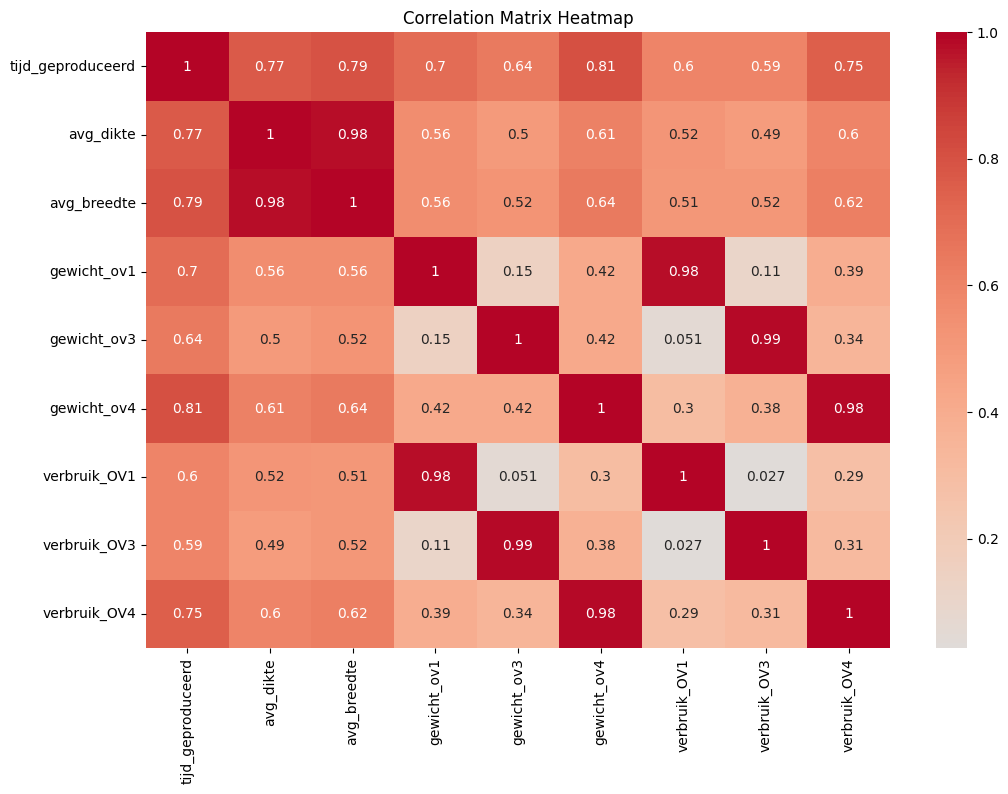 Correlation Matrix Heatmap
tijd_geproduceerd 1 0.77 0.79 0.7 0.64 0.81 0.6 0.59 0.75
avg_dikte 0.77 1 0.98 0.56 0.5 0.61 0.52 0.49 0.6
avg_breedte 0.79 0.98 1 0.56 0.52 0.64 0.51 0.52 0.62
gewicht_ov1 0.7 0.56 0.56 1 0.15 0.42 0.98 0.11 0.39
gewicht_ov3 0.64 0.5 0.52 0.15 1 0.42 0.051 0.99 0.34
gewicht_ov4 0.81 0.61 0.64 0.42 0.42 1 0.3 0.38 0.98
verbruik_OV1 0.6 0.52 0.51 0.98 0.051 0.3 1 0.027 0.29
verbruik_OV3 0.59 0.49 0.52 0.11 0.99 0.38 0.027 1 0.31
verbruik_OV4 0.75 0.6 0.62 0.39 0.34 0.98 0.29 0.31 1
tijd_geproduceerd
avg_dikte
avg_breedte
gewicht_ov1
gewicht_ov3
gewicht_ov4
verbruik_OV1
verbruik_OV3
verbruik_OV4
1.0
0.8
0.6
0.4
0.2